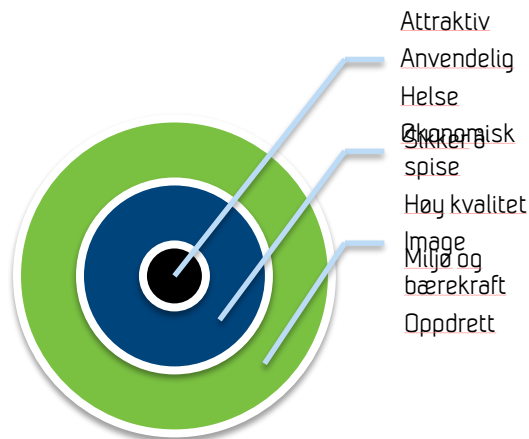 Attraktiv
Anvendelig
Helse
Økonomisk
Sikker å
spise
Høy kvalitet
Image
Miljø og
bærekraft
Oppdrett